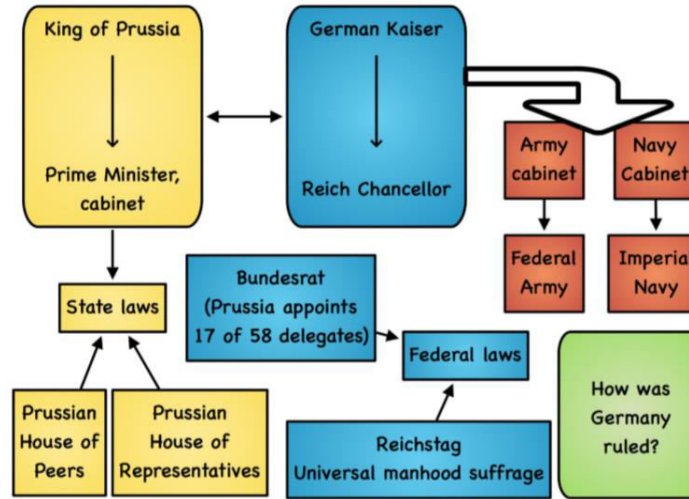 King of Prussia
Prime Minister,
cabinet
German Kaiser
Reich Chancellor
Army
cabinet
Navy
Cabinet
Federal
Army
Imperia
Navy
State laws
Bundesrat
(Prussia appoints
17 of 58 delegates)
Federal laws
Prussian
House of
Peers
Prussian
House of
Representatives
Reichstag
Universal manhood suffrage
How was
Germany
ruled?